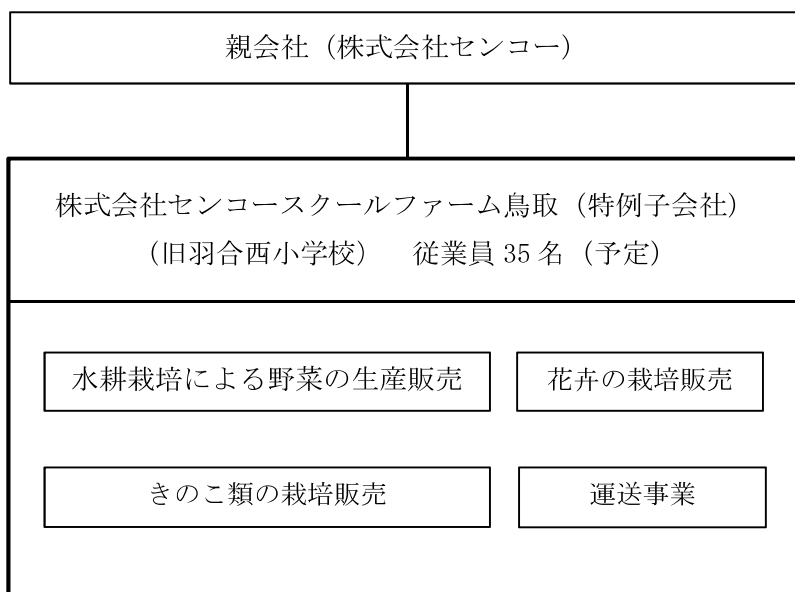 親会社（株式会社センコー）
株式会社センコースクールファーム鳥取（特例子会社）
（旧羽合西小学校）　従業員 35 名（予定）
水耕栽培による野菜の生産販売
花卉の栽培販売
きのこ類の栽培販売
運送事業